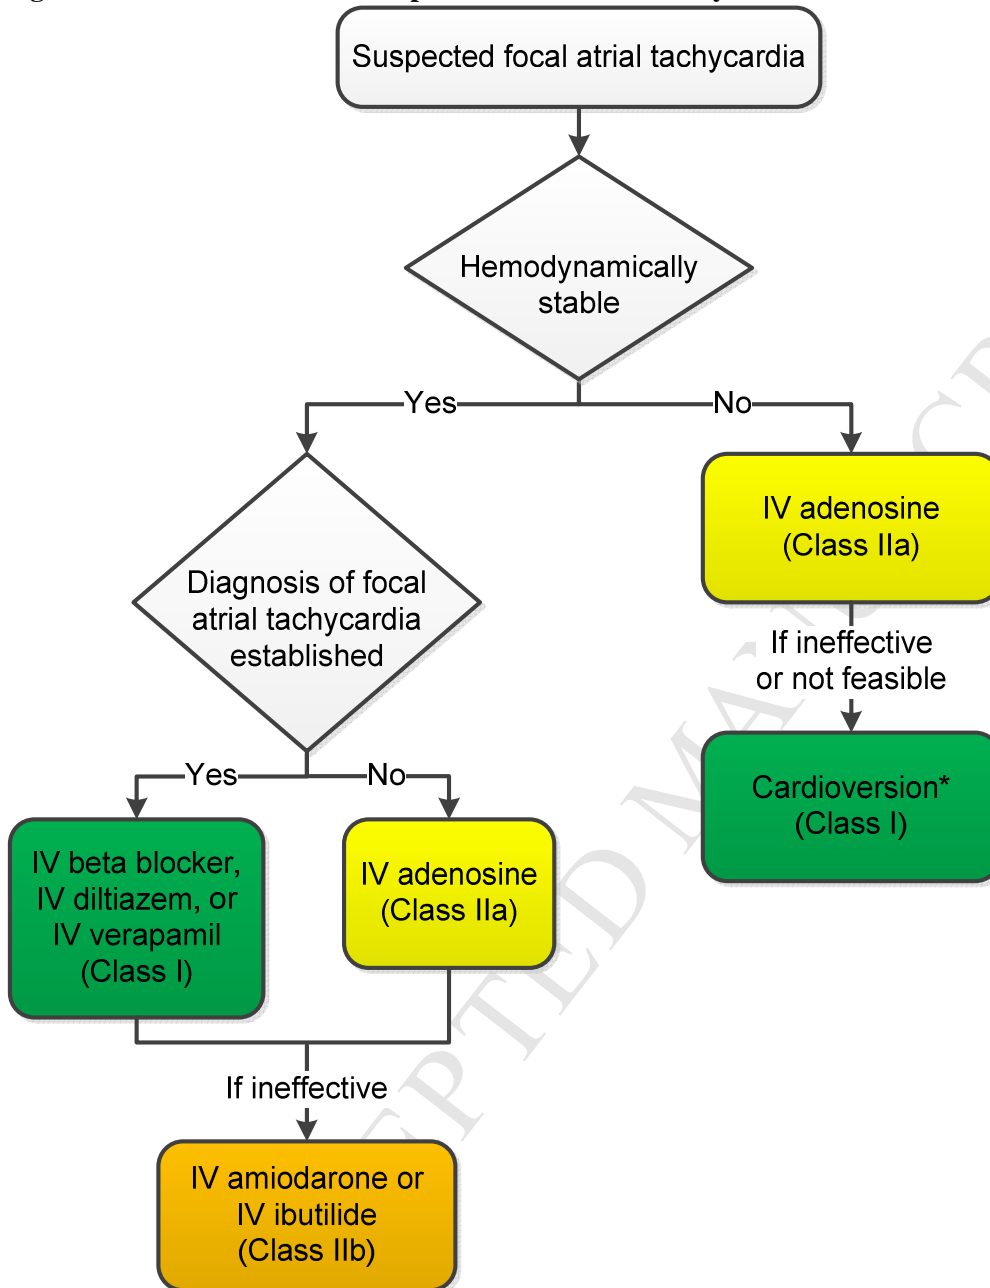 Suspected focal atrial tachycardia
Hemodynamically
stable
Yes
No
IV adenosine
(Class IIa)
Diagnosis of focal
atrial tachycardia
established
If ineffective
or not feasible
Yes
No
Cardioversion*
(Class I)
IV beta blocker,
IV diltiazem, or
IV verapamil
(Class I)
IV adenosine
(Class IIa)
If ineffective
IV amiodarone or
IV ibutilide
(Class IIb)